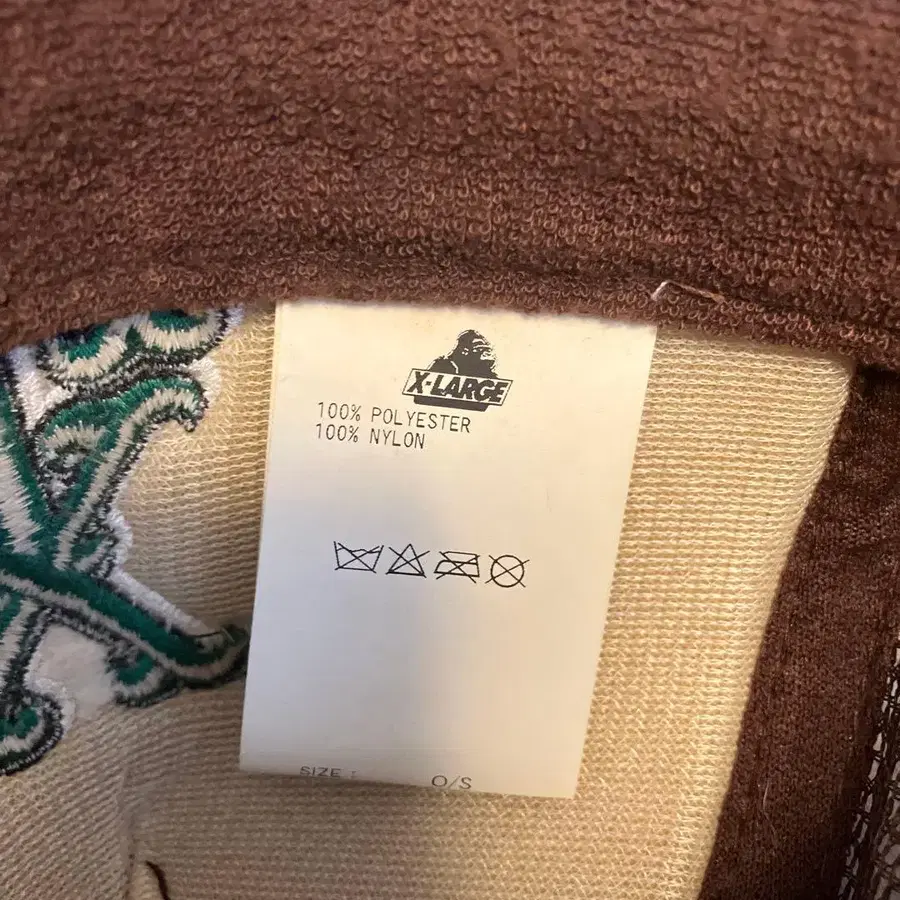 X-LARGE
100% POLYESTER
100% NYLON
SIZE : O/S